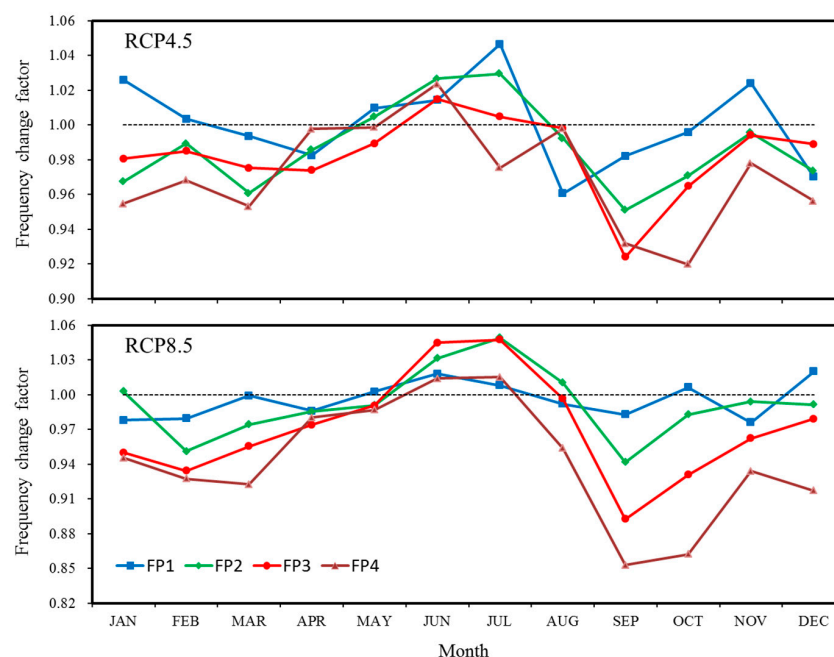 RCP4.5
Frequency change factor
1.06
1.04
1.02
1.00
0.98
0.96
0.94
0.92
0.90
RCP8.5
Frequency change factor
1.06
1.03
1.00
0.97
0.94
0.91
0.88
0.85
0.82
FP1 FP2 FP3 FP4
JAN FEB MAR APR MAY JUN JUL AUG SEP OCT NOV DEC
Month